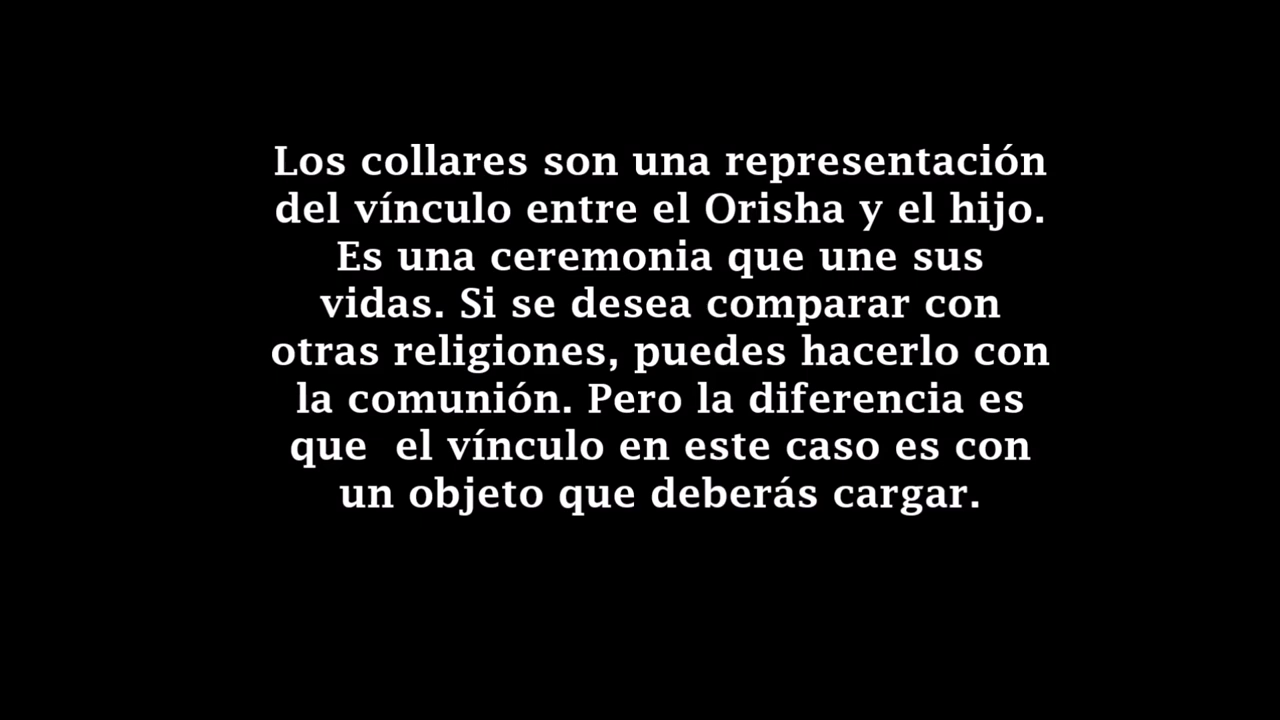 Los collares son una representación
del vínculo entre el Orisha y el hijo.
Es una ceremonia que une sus
vidas. Si se desea comparar con
otras religiones, puedes hacerlo con
la comunión. Pero la diferencia es
que  el vínculo en este caso es con
un objeto que deberás cargar.